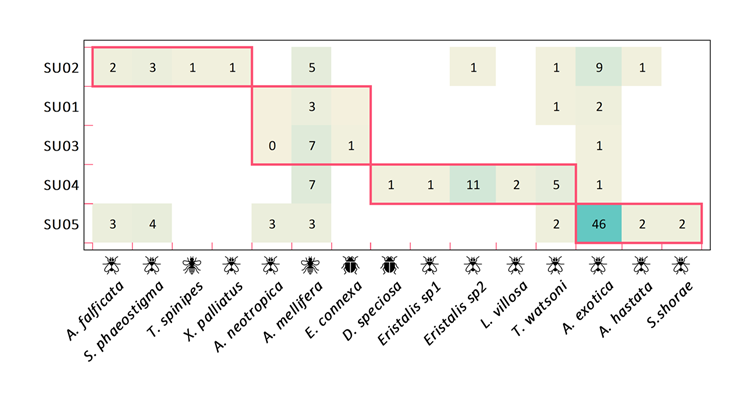 SU02 2 3 1 1 5 1 1 9 1
SU01 3 1 2
SU03 0 7 1 1
SU04 7 1 1 11 2 5 1
SU05 3 4 3 3 2 46 2 2
A. falficata
S. phaeostigma
T. spinipes
X. palliatus
A. neotropica
A. mellifera
E. connexa
D. speciosa
Eristalis sp1
Eristalis sp2
L. villosa
T. watsoni
A. exotica
A. hastata
S.shorae